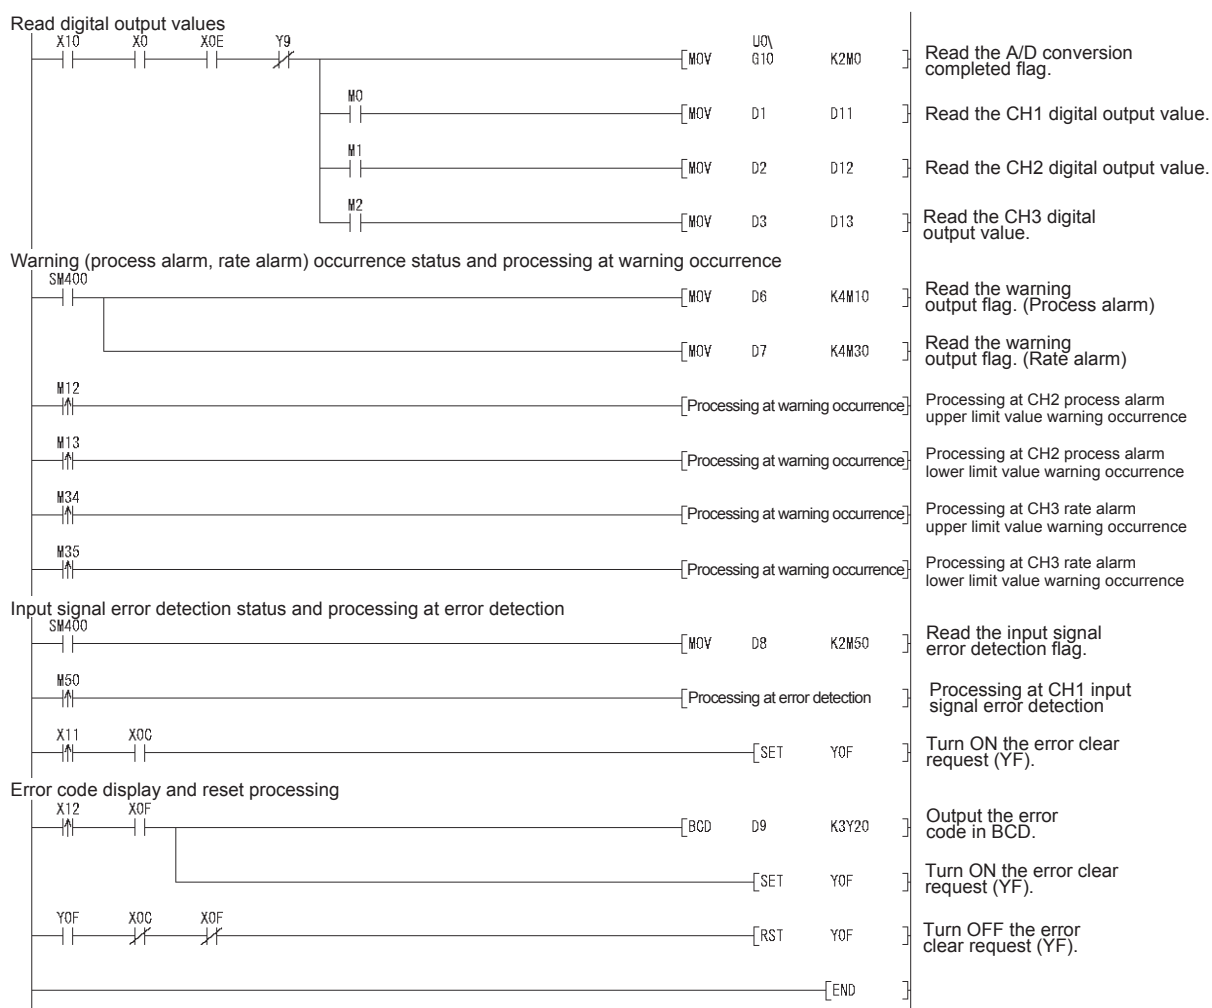 Read digital output values
X10 X0 X0E Y9
U0\
MOV G10 K2M0
Read the A/D conversion
completed flag.
M0
MOV D1 D11
Read the CH1 digital output value.
M1
MOV D2 D12
Read the CH2 digital output value.
M2
MOV D3 D13
Read the CH3 digital
output value.
Warning (process alarm, rate alarm) occurrence status and processing at warning occurrence
SM400
MOV D6 K4M10
Read the warning
output flag. (Process alarm)
MOV D7 K4M30
Read the warning
output flag. (Rate alarm)
M12
Processing at warning occurrence
Processing at CH2 process alarm
upper limit value warning occurrence
M13
Processing at warning occurrence
Processing at CH2 process alarm
lower limit value warning occurrence
M34
Processing at warning occurrence
Processing at CH3 rate alarm
upper limit value warning occurrence
M35
Processing at warning occurrence
Processing at CH3 rate alarm
lower limit value warning occurrence
Input signal error detection status and processing at error detection
SM400
MOV D8 K2M50
Read the input signal
error detection flag.
M50
Processing at error detection
Processing at CH1 input
signal error detection
X11 X0C
SET Y0F
Turn ON the error clear
request (YF).
Error code display and reset processing
X12 X0F
BCD D9 K3Y20
Output the error
code in BCD.
SET Y0F
Turn ON the error clear
request (YF).
Y0F X0C X0F
RST Y0F
Turn OFF the error
clear request (YF).
END